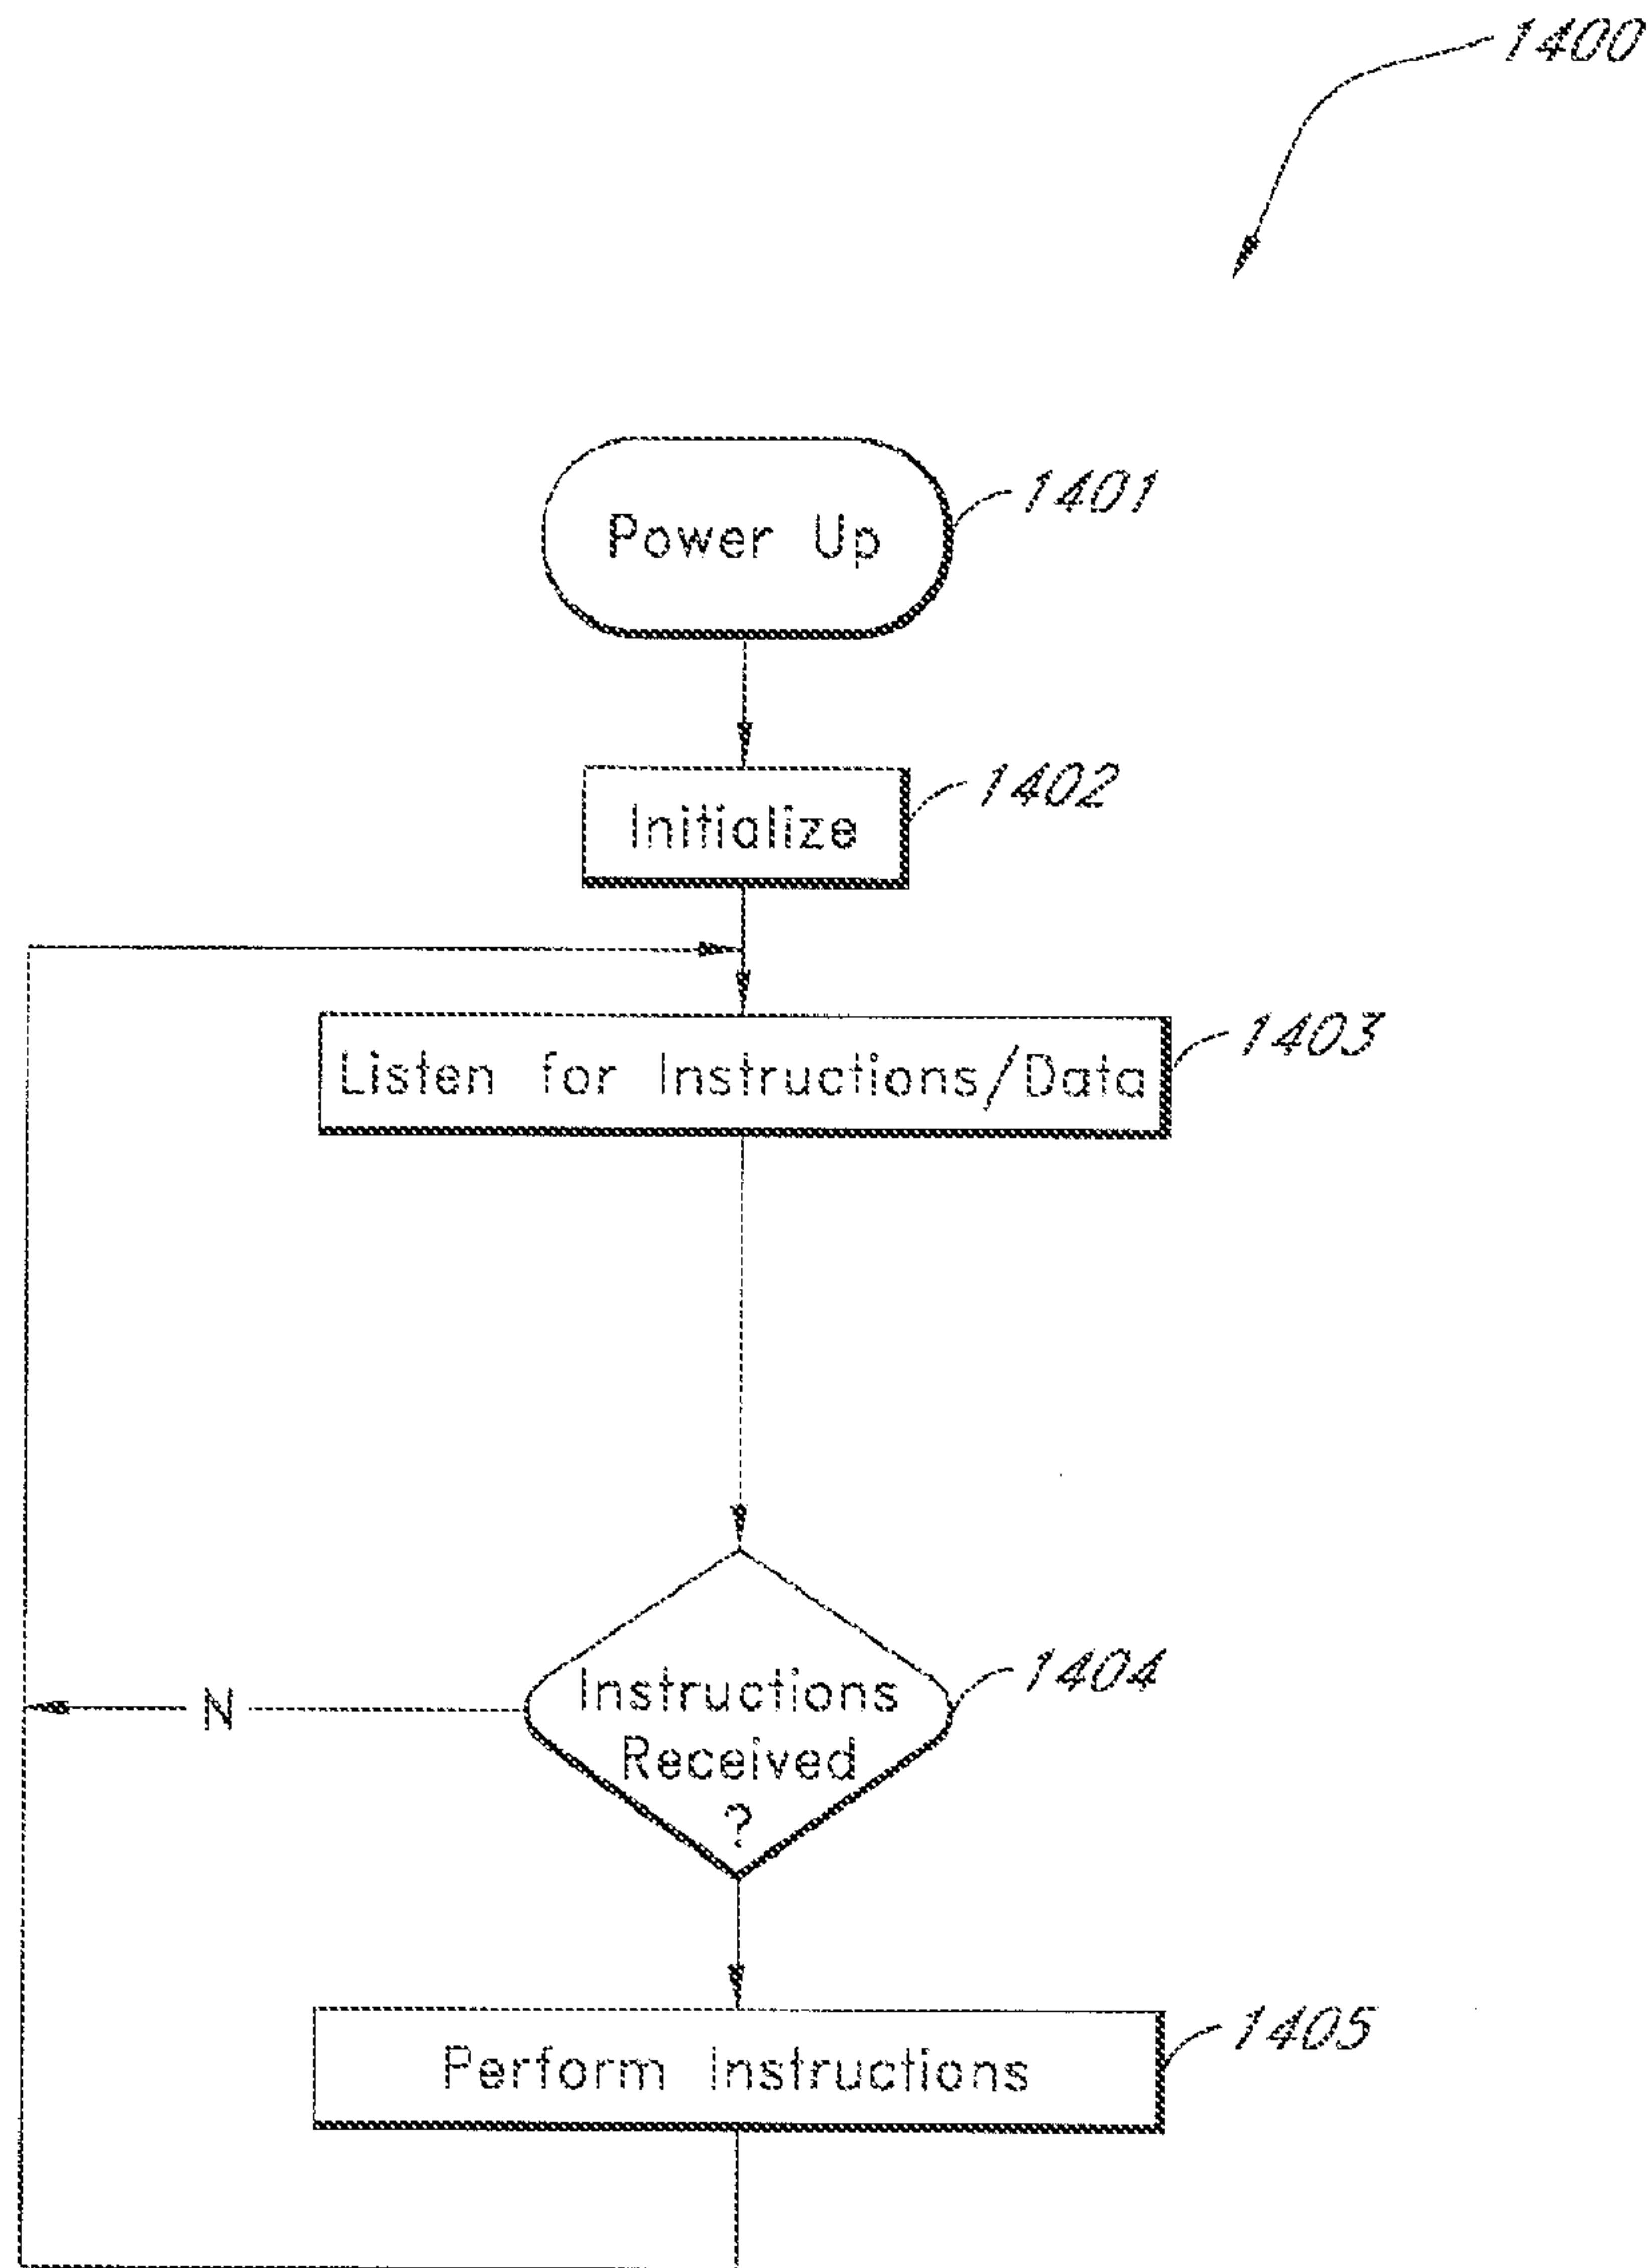 1400
Power Up
1401
Initialize
1402
Listen for Instructions/Data
1403
Instructions
Received
?
1404
N
Perform Instructions
1405